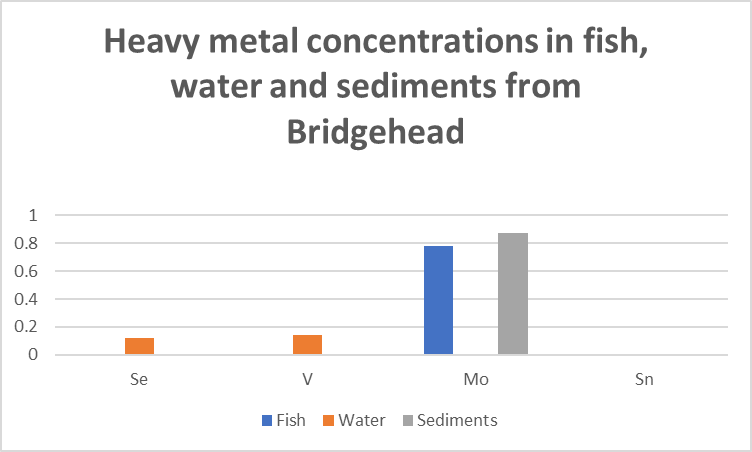 Heavy metal concentrations in fish,
water and sediments from
Bridgehead
1
0.8
0.6
0.4
0.2
0
Se V Mo Sn
Fish Water Sediments